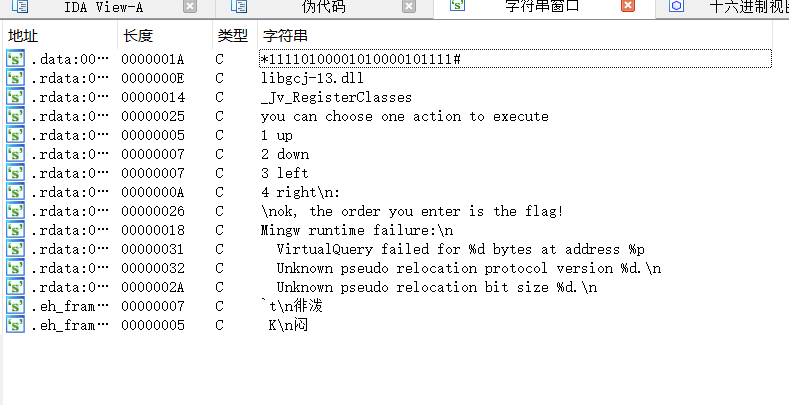 IDA View-A 伪代码 字符串窗口 十六进制视图
地址 长度 类型 字符串
.data:00… 0000001A C *11110100001010000101111#
.rdata:0… 0000000E C libgcj-13.dll
.rdata:0… 00000014 C _Jv_RegisterClasses
.rdata:0… 00000025 C you can choose one action to execute
.rdata:0… 00000005 C 1 up
.rdata:0… 00000007 C 2 down
.rdata:0… 00000007 C 3 left
.rdata:0… 0000000A C 4 right\n:
.rdata:0… 00000026 C \nok, the order you enter is the flag!
.rdata:0… 00000018 C Mingw runtime failure:\n
.rdata:0… 00000031 C VirtualQuery failed for %d bytes at address %p
.rdata:0… 00000032 C Unknown pseudo relocation protocol version %d.\n
.rdata:0… 0000002A C Unknown pseudo relocation bit size %d.\n
.eh_fram… 00000007 C `t\n徘泼
.eh_fram… 00000005 C K\n闷